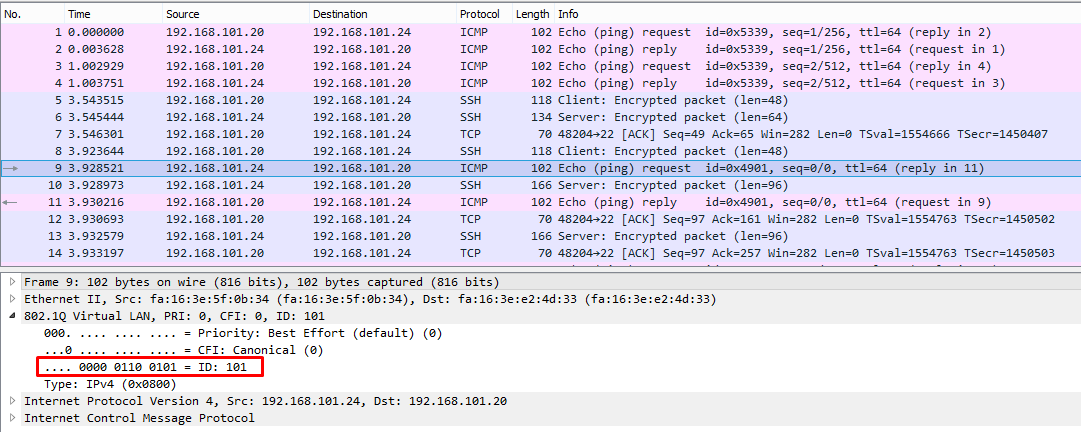 No. Time Source Destination Protocol Length Info
1 0.000000 192.168.101.20 192.168.101.24 ICMP 102 Echo (ping) request id=0x5339, seq=1/256, ttl=64 (reply in 2)
2 0.003628 192.168.101.24 192.168.101.20 ICMP 102 Echo (ping) reply id=0x5339, seq=1/256, ttl=64 (request in 1)
3 1.002929 192.168.101.20 192.168.101.24 ICMP 102 Echo (ping) request id=0x5339, seq=2/512, ttl=64 (reply in 4)
4 1.003751 192.168.101.24 192.168.101.20 ICMP 102 Echo (ping) reply id=0x5339, seq=2/512, ttl=64 (request in 3)
5 3.543515 192.168.101.20 192.168.101.24 SSH 118 Client: Encrypted packet (len=48)
6 3.545444 192.168.101.24 192.168.101.20 SSH 134 Server: Encrypted packet (len=64)
7 3.546301 192.168.101.20 192.168.101.24 TCP 70 48204→22 [ACK] Seq=49 Ack=65 Win=282 Len=0 TSval=1554666 TSecr=1450407
8 3.923644 192.168.101.20 192.168.101.24 SSH 118 Client: Encrypted packet (len=48)
9 3.928521 192.168.101.24 192.168.101.20 ICMP 102 Echo (ping) request id=0x4901, seq=0/0, ttl=64 (reply in 11)
10 3.928973 192.168.101.24 192.168.101.20 SSH 166 Server: Encrypted packet (len=96)
11 3.930216 192.168.101.20 192.168.101.24 ICMP 102 Echo (ping) reply id=0x4901, seq=0/0, ttl=64 (request in 9)
12 3.930693 192.168.101.20 192.168.101.24 TCP 70 48204→22 [ACK] Seq=97 Ack=161 Win=282 Len=0 TSval=1554763 TSecr=1450502
13 3.932579 192.168.101.24 192.168.101.20 SSH 166 Server: Encrypted packet (len=96)
14 3.933197 192.168.101.20 192.168.101.24 TCP 70 48204→22 [ACK] Seq=97 Ack=257 Win=282 Len=0 TSval=1554763 TSecr=1450503
Frame 9: 102 bytes on wire (816 bits), 102 bytes captured (816 bits)
Ethernet II, Src: fa:16:3e:5f:0b:34 (fa:16:3e:5f:0b:34), Dst: fa:16:3e:e2:4d:33 (fa:16:3e:e2:4d:33)
802.1Q Virtual LAN, PRI: 0, CFI: 0, ID: 101
000. .... .... .... = Priority: Best Effort (default) (0)
...0 .... .... .... = CFI: Canonical (0)
.... 0000 0110 0101 = ID: 101
Type: IPv4 (0x0800)
Internet Protocol Version 4, Src: 192.168.101.24, Dst: 192.168.101.20
Internet Control Message Protocol